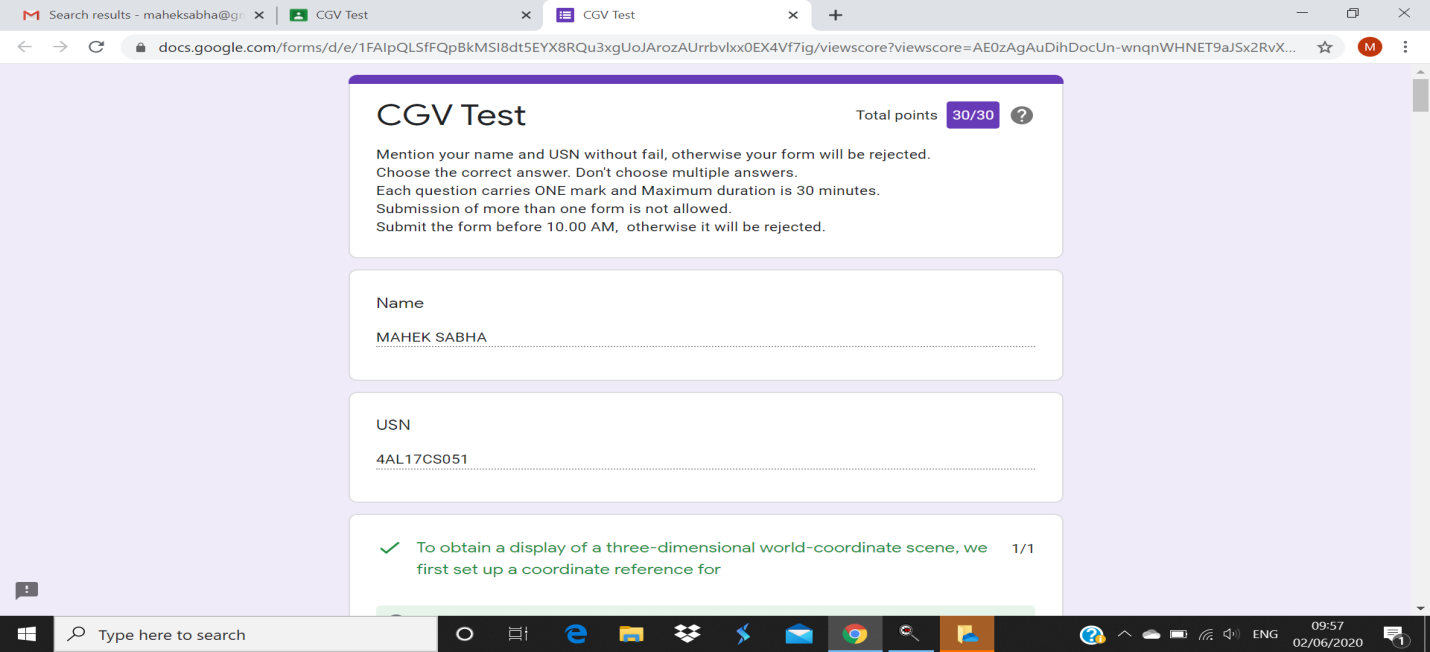 Search results - maheksabha@gm
CGV Test
CGV Test
docs.google.com/forms/d/e/1FAIpQLSfFQpBkMSI8dt5EYX8RQu3xgUoJArozAUrrbvlxx0EX4Vf7ig/viewscore?viewscore=AE0zAgAuDihDocUn-wnqnWHNET9aJSx2RvX...
M
CGV Test
Total points 30/30 ?
Mention your name and USN without fail, otherwise your form will be rejected.
Choose the correct answer. Don't choose multiple answers.
Each question carries ONE mark and Maximum duration is 30 minutes.
Submission of more than one form is not allowed.
Submit the form before 10.00 AM,  otherwise it will be rejected.
Name
MAHEK SABHA
USN
4AL17CS051
To obtain a display of a three-dimensional world-coordinate scene, we 1/1
first set up a coordinate reference for
Type here to search
ENG
09:57
02/06/2020
1